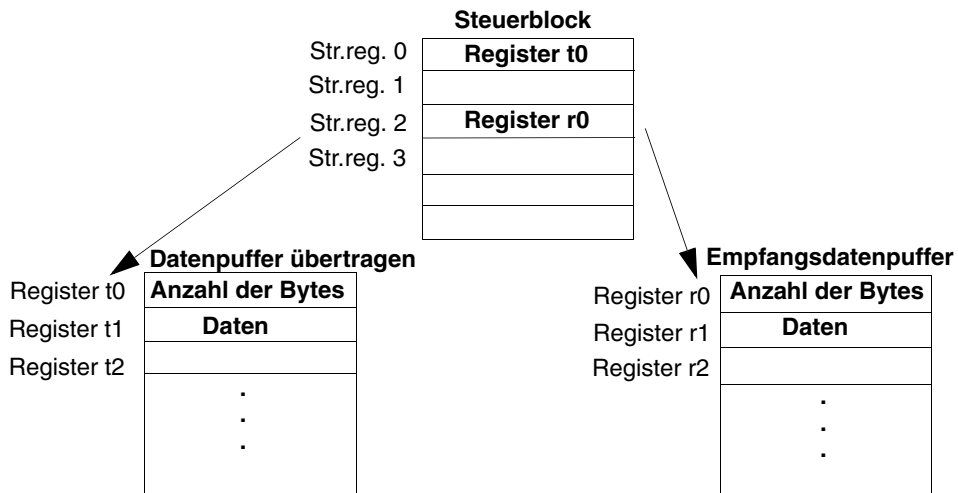 Steuerblock
Str.reg. 0 Register t0
Str.reg. 1
Str.reg. 2 Register r0
Str.reg. 3
Datenpuffer übertragen
Register t0 Anzahl der Bytes
Register t1 Daten
Register t2
.
.
.
Empfangsdatenpuffer
Register r0 Anzahl der Bytes
Register r1 Daten
Register r2
.
.
.